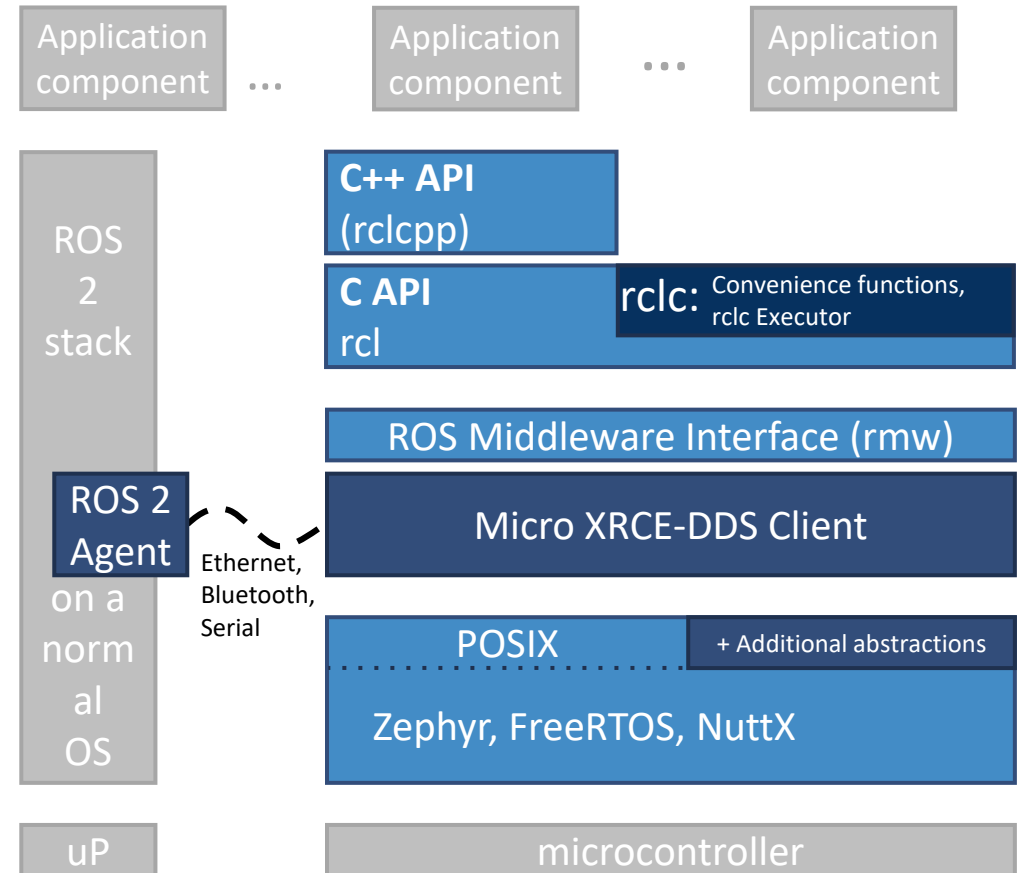 Application
component
...
Application
component
...
Application
component
ROS
2
stack
on a
norm
al
OS
ROS 2
Agent
Ethernet,
Bluetooth,
Serial
C++ API
(rclcpp)
C API
rcl
rclc: Convenience functions,
rclc Executor
ROS Middleware Interface (rmw)
Micro XRCE-DDS Client
POSIX
+ Additional abstractions
Zephyr, FreeRTOS, NuttX
uP
microcontroller